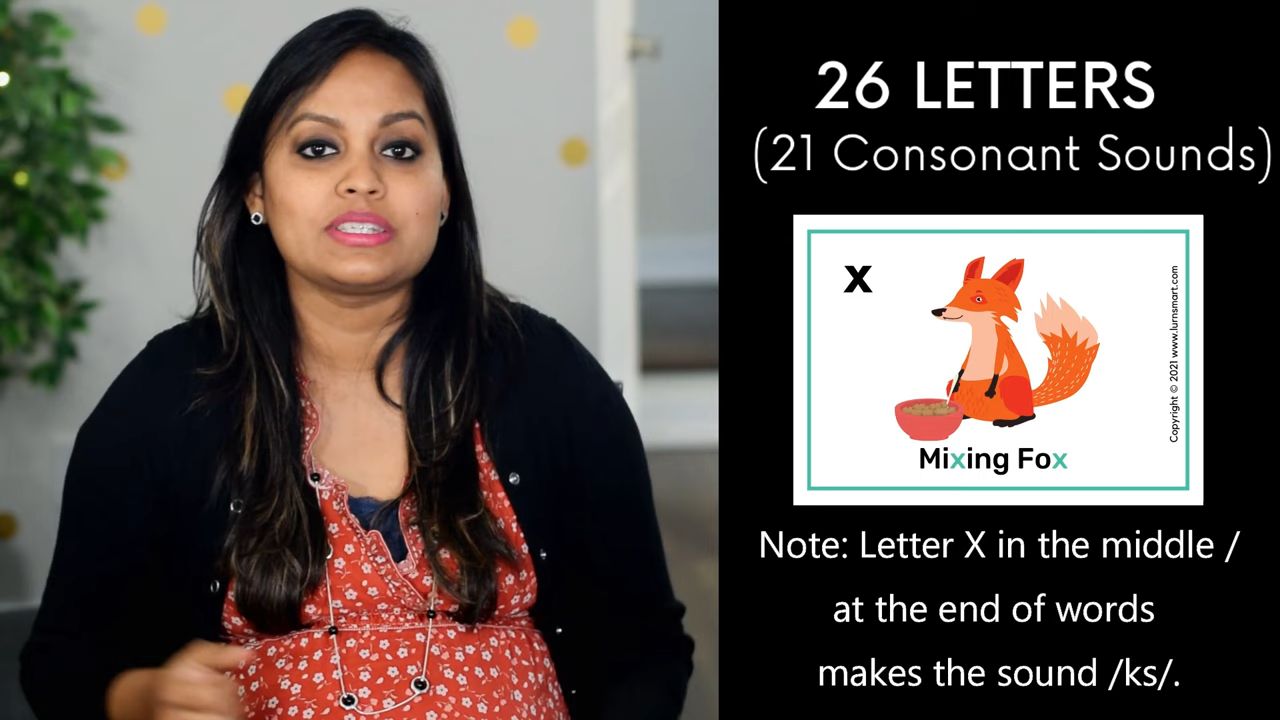 26 LETTERS
(21 Consonant Sounds)
x
Copyright © 2021 www.lurnsmart.com
Mixing Fox
Note: Letter X in the middle /
at the end of words
makes the sound /ks/.